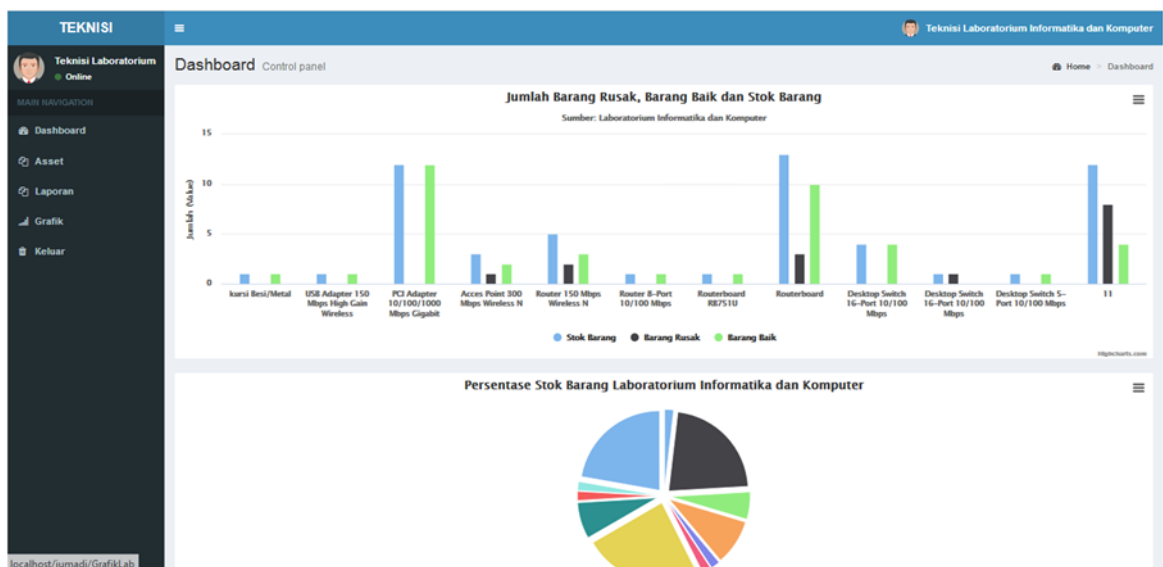 TEKNISI
Teknisi Laboratorium Informatika dan Komputer
Teknisi Laboratorium
Online
MAIN NAVIGATION
Dashboard
Asset
Laporan
Grafik
Keluar
Dashboard Control panel
Home > Dashboard
Jumlah Barang Rusak, Barang Baik dan Stok Barang
Sumber: Laboratorium Informatika dan Komputer
Jumlah (Value)
15
10
5
0
kursi Besi/Metal
USB Adapter 150
Mbps High Gain
Wireless
PCI Adapter
10/100/1000
Mbps Gigabit
Acces Point 300
Mbps Wireless N
Router 150 Mbps
Wireless N
Router 8-Port
10/100 Mbps
Routerboard
RB751U
Routerboard
Desktop Switch
16-Port 10/100
Mbps
Desktop Switch
16-Port 10/100
Mbps
Desktop Switch 5-
Port 10/100 Mbps
11
Stok Barang
Barang Rusak
Barang Baik
Highcharts.com
Persentase Stok Barang Laboratorium Informatika dan Komputer
localhost/jumadi/GrafikLab